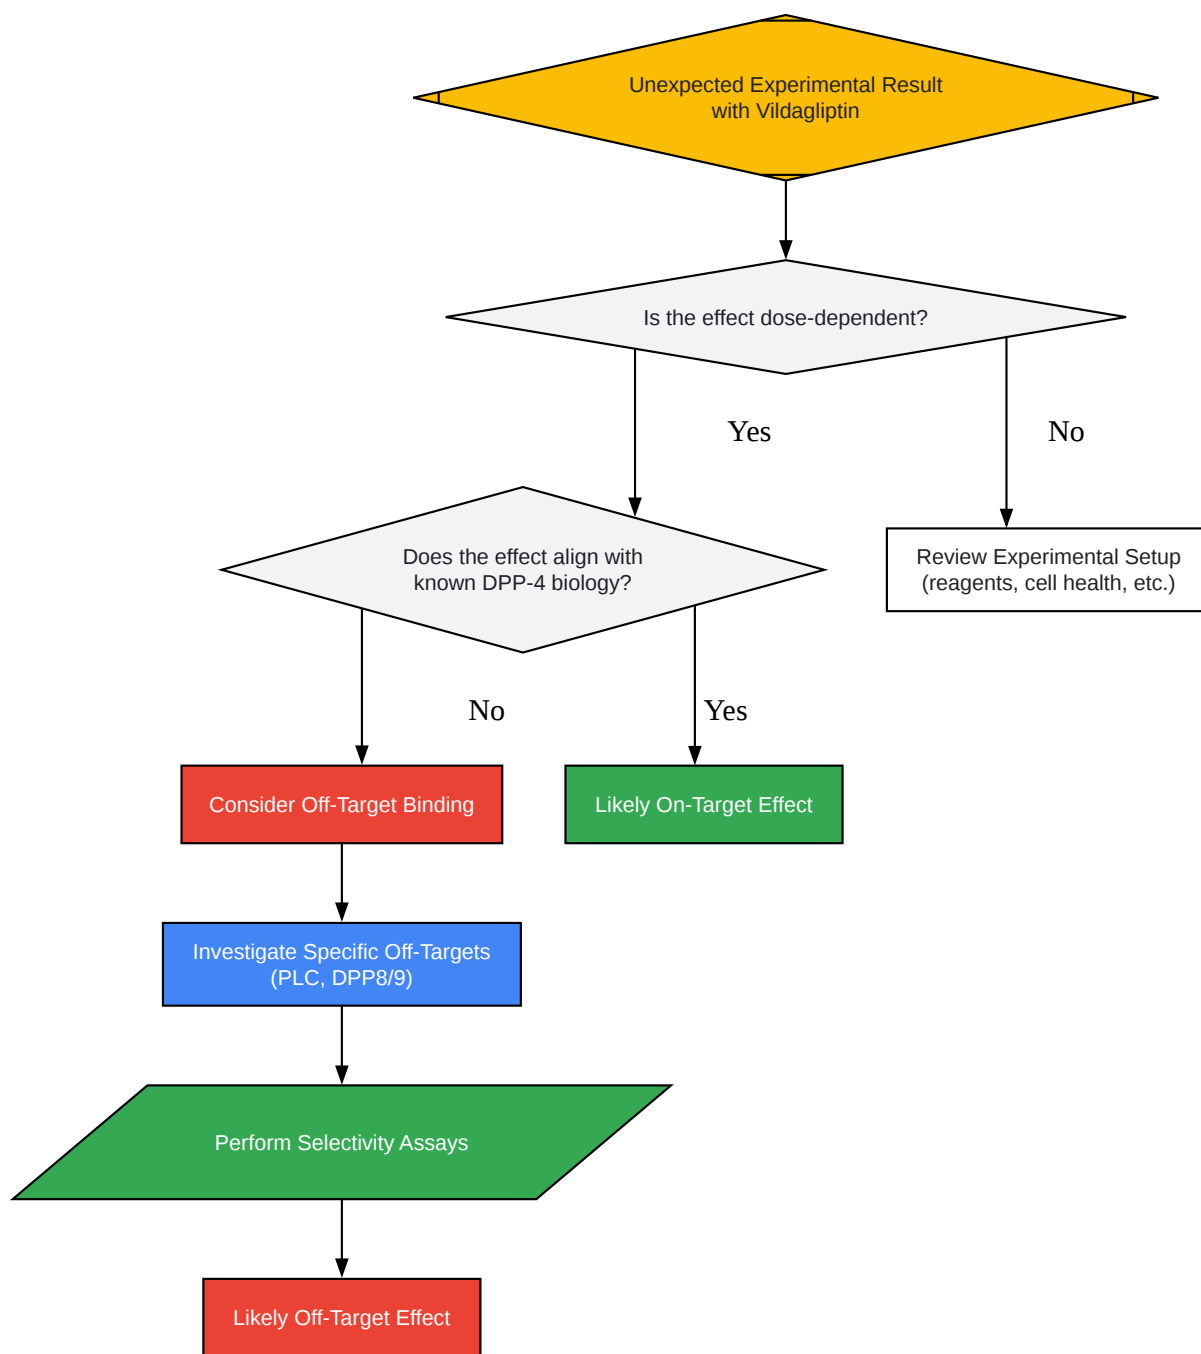 Unexpected Experimental Result
with Vildagliptin
Is the effect dose-dependent?
Yes
No
Does the effect align with
known DPP-4 biology?
Review Experimental Setup
(reagents, cell health, etc.)
No
Yes
Consider Off-Target Binding
Likely On-Target Effect
Investigate Specific Off-Targets
(PLC, DPP8/9)
Perform Selectivity Assays
Likely Off-Target Effect